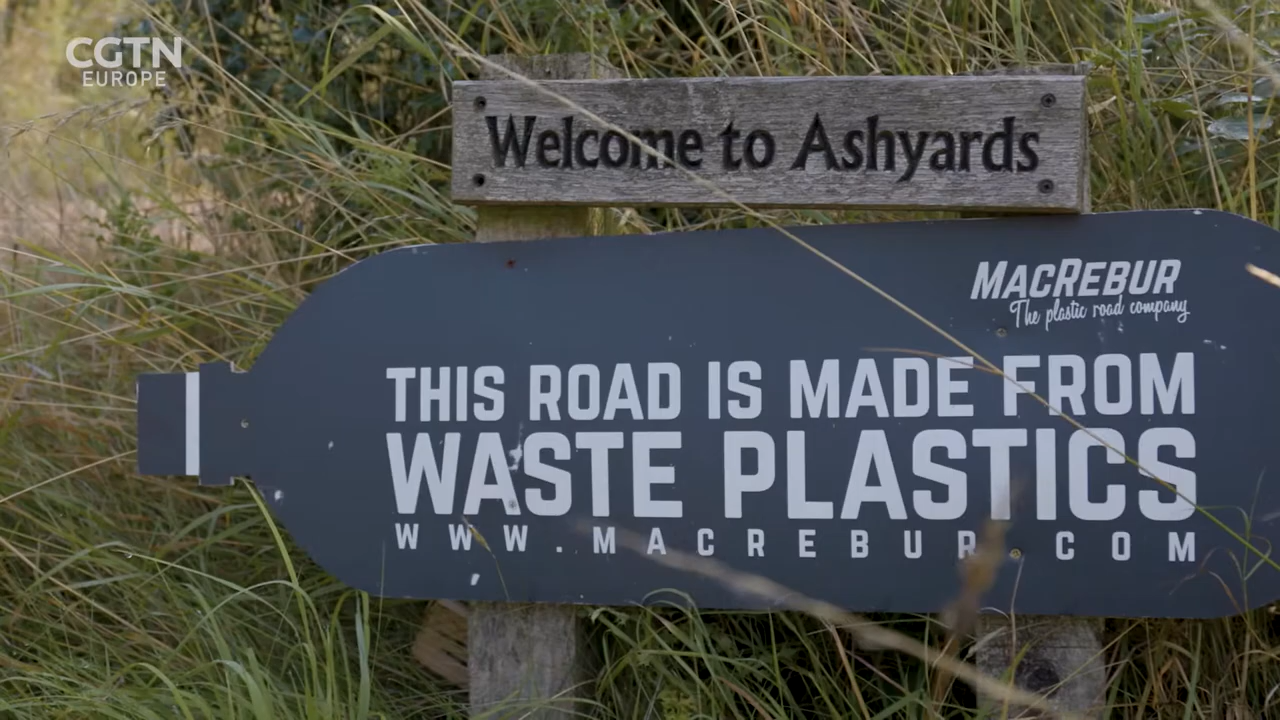 CGTN
EUROPE
Welcome to Ashyards
MACREBUR
The plastic road company
THIS ROAD IS MADE FROM
WASTE PLASTICS
WWW.MACREBUR.COM